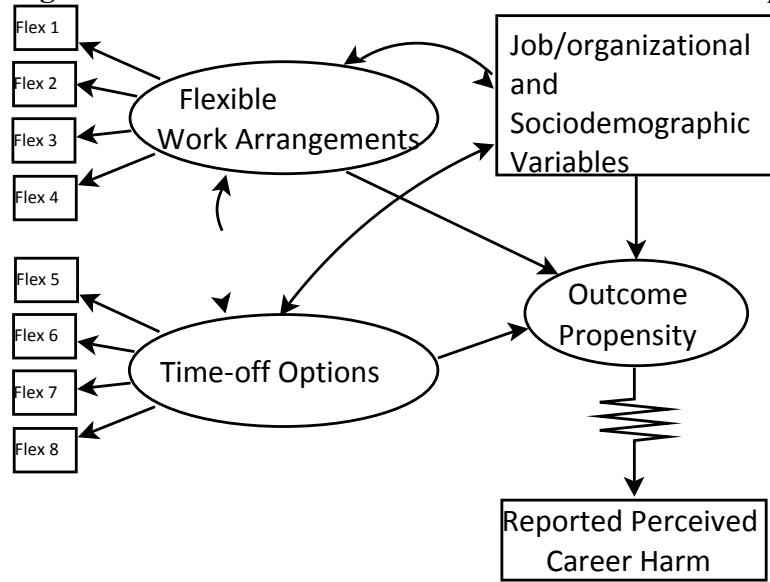 Flex 1
Flex 2
Flex 3
Flex 4
Flexible
Work Arrangements
Job/organizational
and
Sociodemographic
Variables
Flex 5
Flex 6
Flex 7
Flex 8
Time-off Options
Outcome
Propensity
Reported Perceived
Career Harm